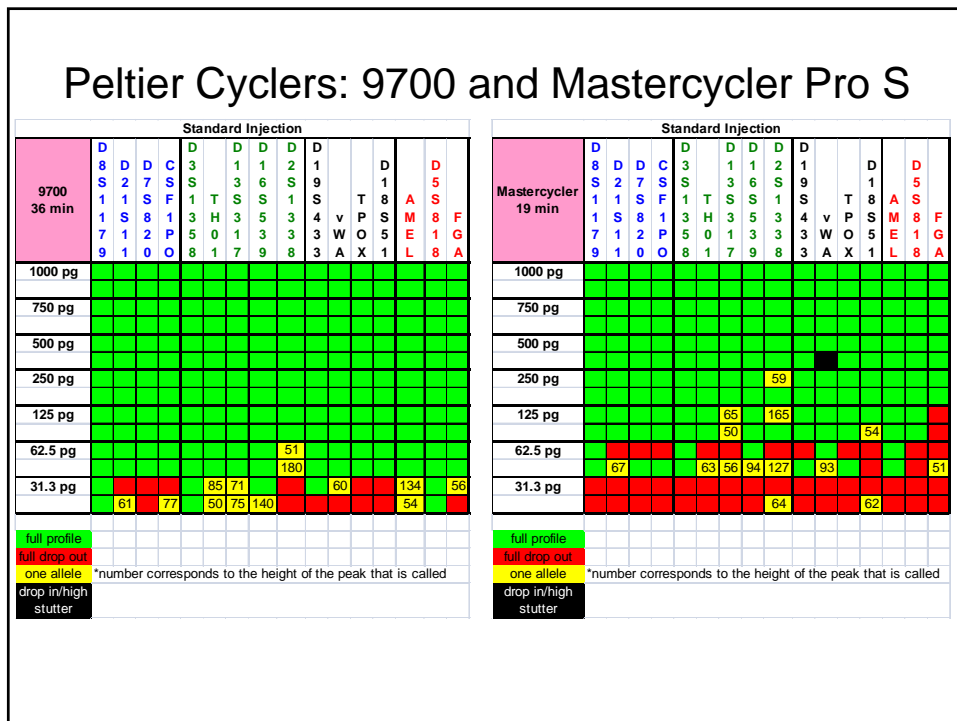 Peltier Cyclers: 9700 and Mastercycler Pro S
Standard Injection
9700
36 min
D8S1179 D21S11 D7S820 CSF1PO D3S1358 TH01 D13S317 D16S539 D2S1338 D19S433 vWA TPOX D18S51 AMEL D5S818 FGA
1000 pg
750 pg
500 pg
250 pg
125 pg
62.5 pg 51
180
31.3 pg 85 71 60 134 56
61 77 50 75 140 54
full profile
full drop out
one allele *number corresponds to the height of the peak that is called
drop in/high
stutter
Standard Injection
Mastercycler
19 min
D8S1179 D21S11 D7S820 CSF1PO D3S1358 TH01 D13S317 D16S539 D2S1338 D19S433 vWA TPOX D18S51 AMEL D5S818 FGA
1000 pg
750 pg
500 pg
250 pg 59
125 pg 65 165
50 54
62.5 pg
67 63 56 94 127 93 51
31.3 pg
64 62
full profile
full drop out
one allele *number corresponds to the height of the peak that is called
drop in/high
stutter